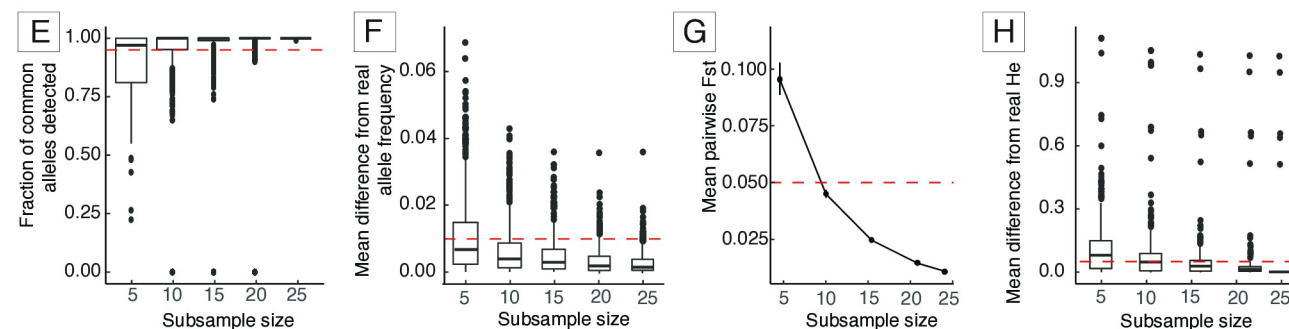 E
Fraction of common
alleles detected
1.00
0.75
0.50
0.25
0.00
5 10 15 20 25
Subsample size
F
Mean difference from real
allele frequency
0.06
0.04
0.02
0.00
5 10 15 20 25
Subsample size
G
Mean pairwise Fst
0.100
0.075
0.050
0.025
5 10 15 20 25
Subsample size
H
Mean difference from real He
0.9
0.6
0.3
0.0
5 10 15 20 25
Subsample size